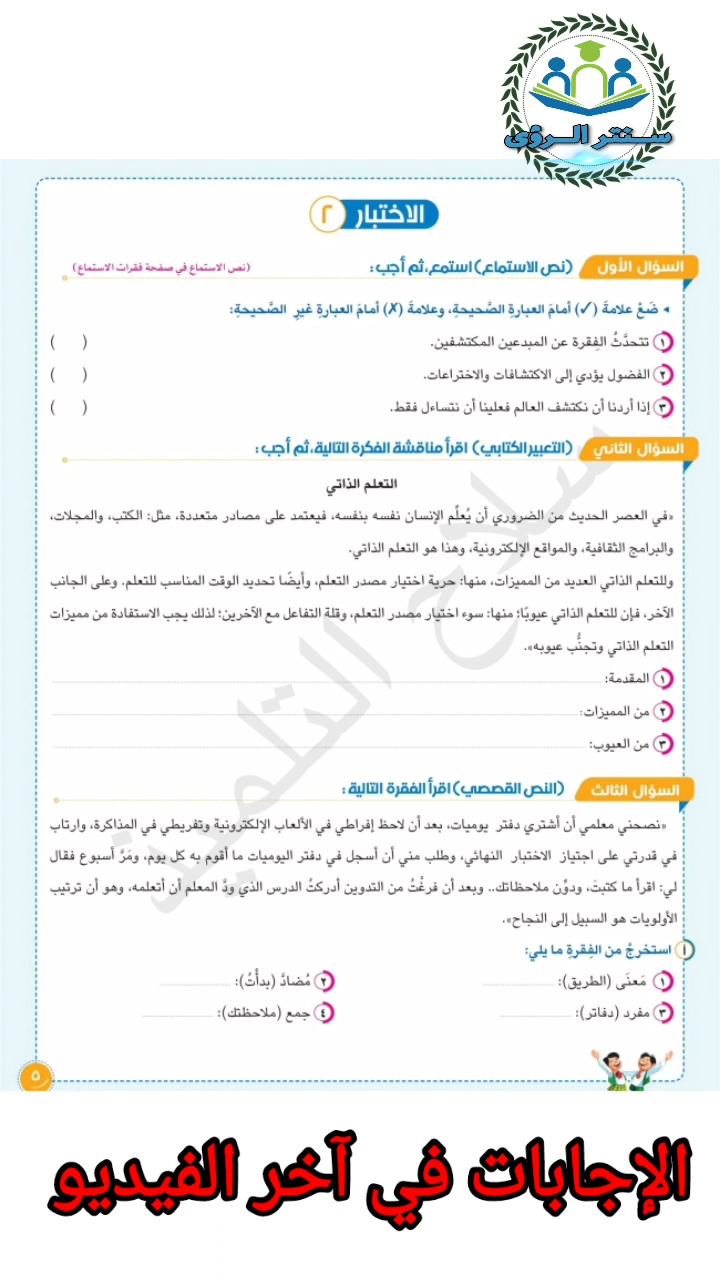 سنتر الرؤى
الاختبار ٢
السؤال الأول (نص الاستماع) استمع، ثم أجب: (نص الاستماع في صفحة فقرات الاستماع)
ضَعْ علامةَ (✓) أمامَ العبارةِ الصَّحيحةِ، وعلامةَ (✗) أمامَ العبارةِ غيرِ الصَّحيحةِ:
١ تتحدَّثُ الفِقرة عن المبدعين المكتشفين. ( )
٢ الفضول يؤدي إلى الاكتشافات والاختراعات. ( )
٣ إذا أردنا أن نكتشف العالم فعلينا أن نتساءل فقط. ( )
السؤال الثاني (التعبير الكتابي) اقرأ مناقشة الفكرة التالية، ثم أجب:
التعلم الذاتي
«في العصر الحديث من الضروري أن يُعلِّم الإنسان نفسه بنفسه، فيعتمد على مصادر متعددة، مثل: الكتب، والمجلات،
والبرامج الثقافية، والمواقع الإلكترونية، وهذا هو التعلم الذاتي.
وللتعلم الذاتي العديد من المميزات، منها: حرية اختيار مصدر التعلم، وأيضًا تحديد الوقت المناسب للتعلم. وعلى الجانب
الآخر، فإن للتعلم الذاتي عيوبًا؛ منها: سوء اختيار مصدر التعلم، وقلة التفاعل مع الآخرين؛ لذلك يجب الاستفادة من مميزات
التعلم الذاتي وتجنُّب عيوبه».
١ المقدمة:
٢ من المميزات:
٣ من العيوب:
السؤال الثالث (النص القصصي) اقرأ الفقرة التالية:
«نصحني معلمي أن أشتري دفتر يوميات، بعد أن لاحظ إفراطي في الألعاب الإلكترونية وتفريطي في المذاكرة، وارتاب
في قدرتي على اجتياز الاختبار النهائي، وطلب مني أن أسجل في دفتر اليوميات ما أقوم به كل يوم، ومَرَّ أسبوع فقال
لي: اقرأ ما كتبتَ، ودوِّن ملاحظاتك.. وبعد أن فرغْتُ من التدوين أدركتُ الدرس الذي ودَّ المعلم أن أتعلمه، وهو أن ترتيب
الأولويات هو السبيل إلى النجاح».
أ استخرجْ من الفِقرةِ ما يلي:
١ مَعنَى (الطريق): ٢ مُضادَّ (بدأْتُ):
٣ مفرد (دفاتر): ٤ جمع (ملاحظتك):
سلاح التلميذ
٥
الإجابات في آخر الفيديو